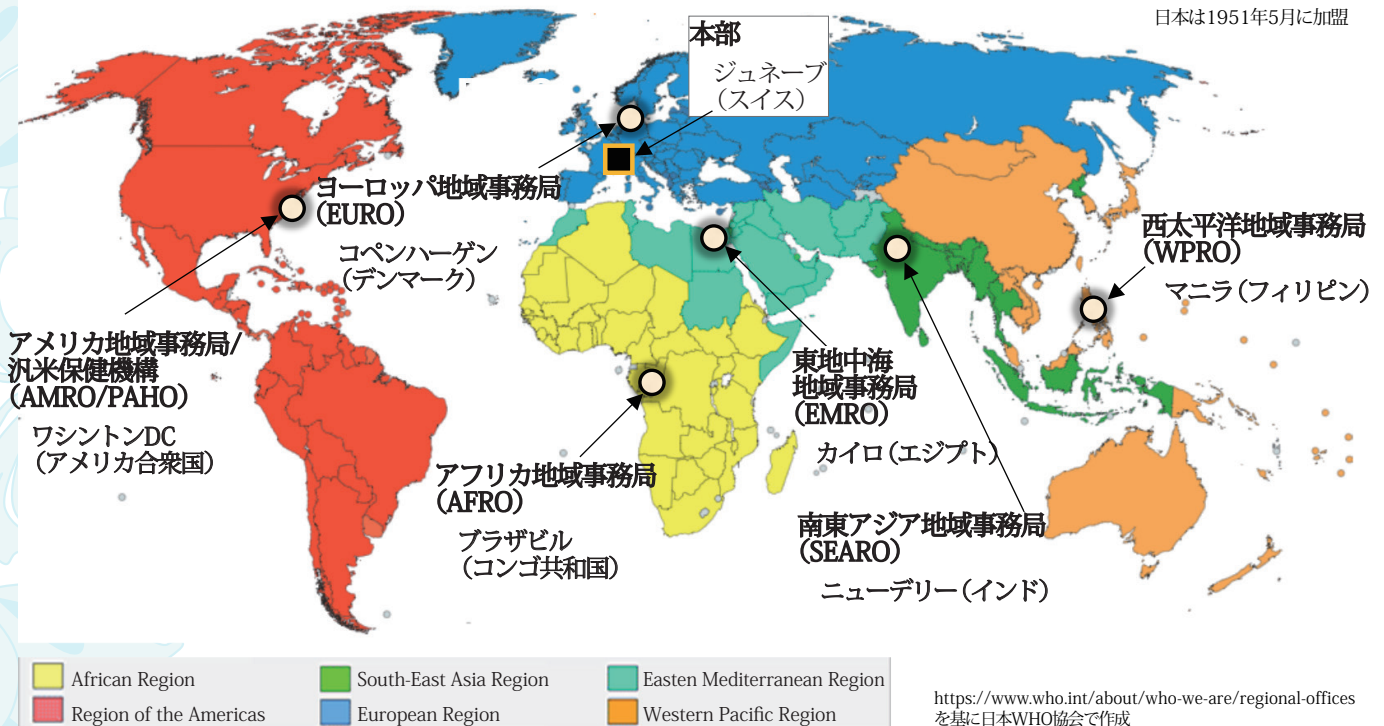 日本は1951年5月に加盟
本部
ジュネーブ
（スイス）
ヨーロッパ地域事務局
(EURO)
コペンハーゲン
（デンマーク）
西太平洋地域事務局
(WPRO)
マニラ（フィリピン）
アメリカ地域事務局/
汎米保健機構
(AMRO/PAHO)
ワシントンDC
（アメリカ合衆国）
東地中海
地域事務局
(EMRO)
カイロ（エジプト）
アフリカ地域事務局
(AFRO)
ブラザビル
（コンゴ共和国）
南東アジア地域事務局
(SEARO)
ニューデリー（インド）
African Region
South-East Asia Region
Easten Mediterranean Region
Region of the Americas
European Region
Western Pacific Region
https://www.who.int/about/who-we-are/regional-offices
を基に日本WHO協会で作成